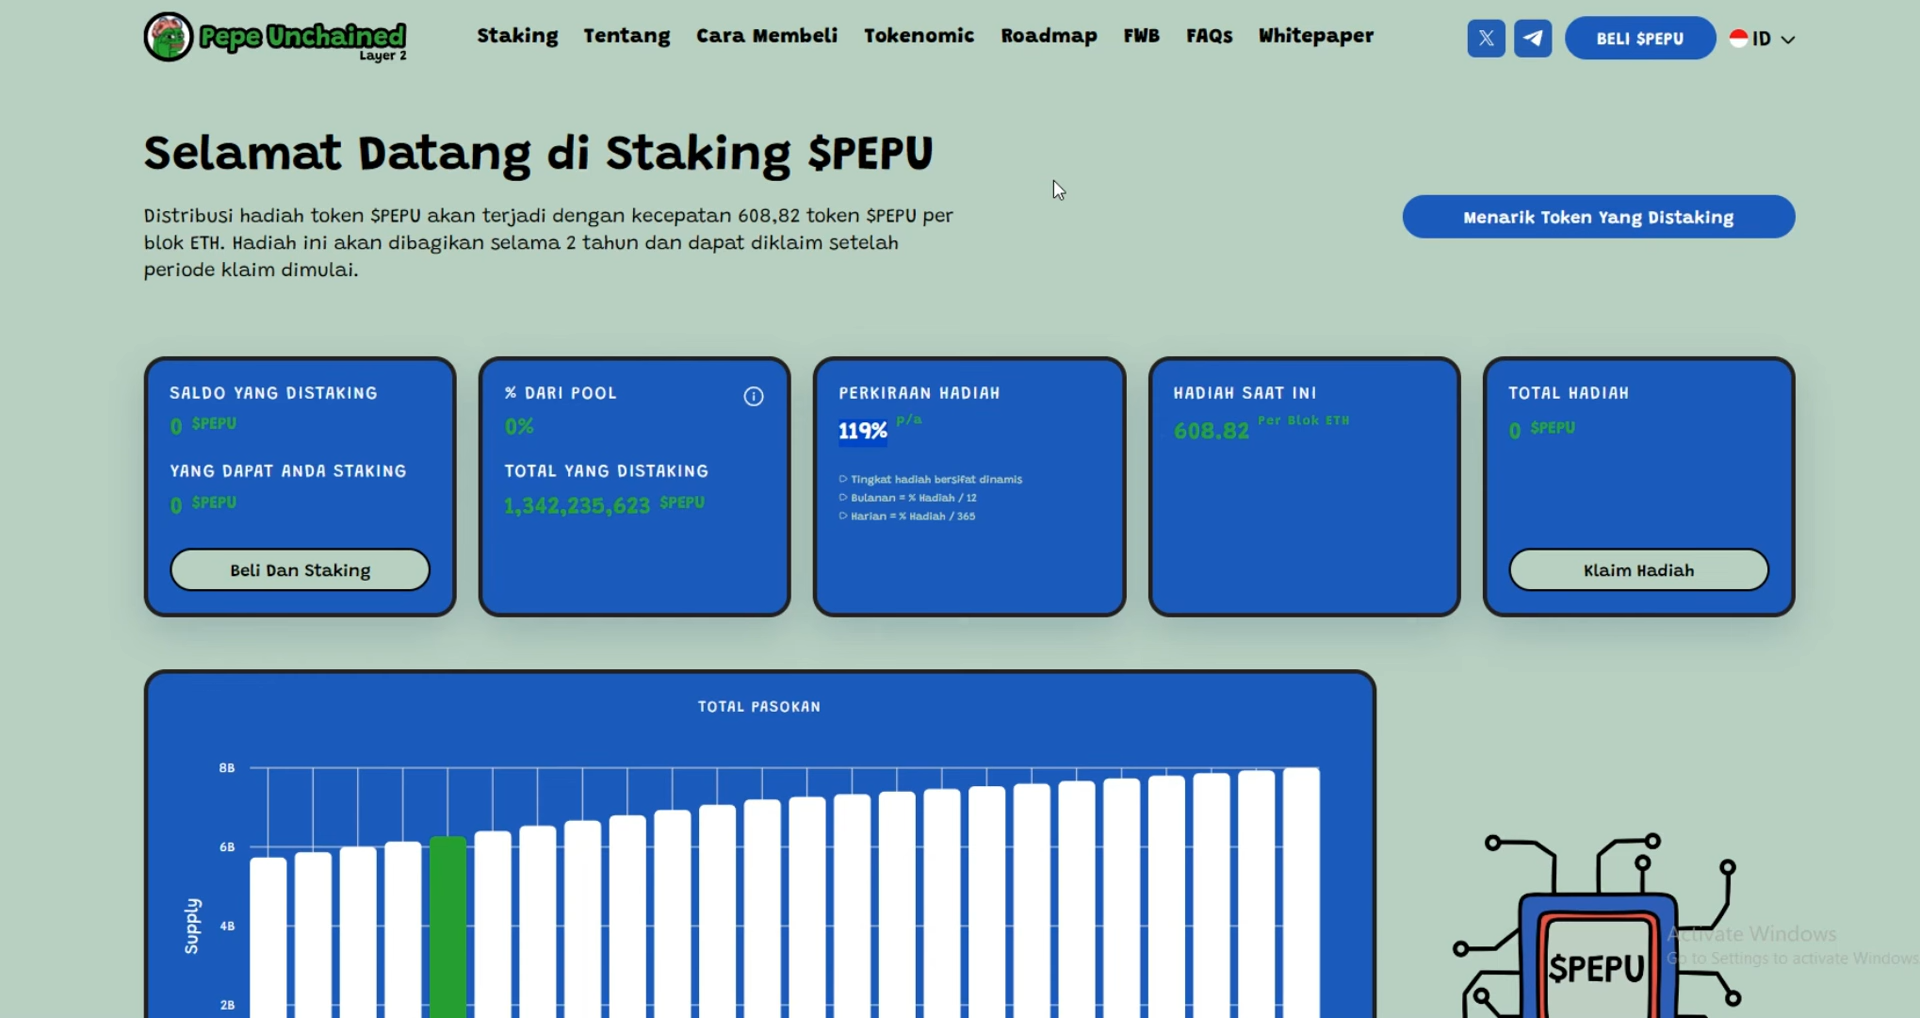 Pepe Unchained
Layer 2
Staking Tentang Cara Membeli Tokenomic Roadmap FWB FAQs Whitepaper
BELI $PEPU
ID
Selamat Datang di Staking $PEPU
Distribusi hadiah token $PEPU akan terjadi dengan kecepatan 608,82 token $PEPU per
blok ETH. Hadiah ini akan dibagikan selama 2 tahun dan dapat diklaim setelah
periode klaim dimulai.
Menarik Token Yang Distaking
SALDO YANG DISTAKING
0 $PEPU
YANG DAPAT ANDA STAKING
0 $PEPU
Beli Dan Staking
% DARI POOL
0%
TOTAL YANG DISTAKING
1,342,235,623 $PEPU
PERKIRAAN HADIAH
119% p/a
Tingkat hadiah bersifat dinamis
Bulanan = % Hadiah / 12
Harian = % Hadiah / 365
HADIAH SAAT INI
608.82 Per Blok ETH
TOTAL HADIAH
0 $PEPU
Klaim Hadiah
TOTAL PASOKAN
8B
6B
4B
2B
Supply
$PEPU
Activate Windows
Go to Settings to activate Windows